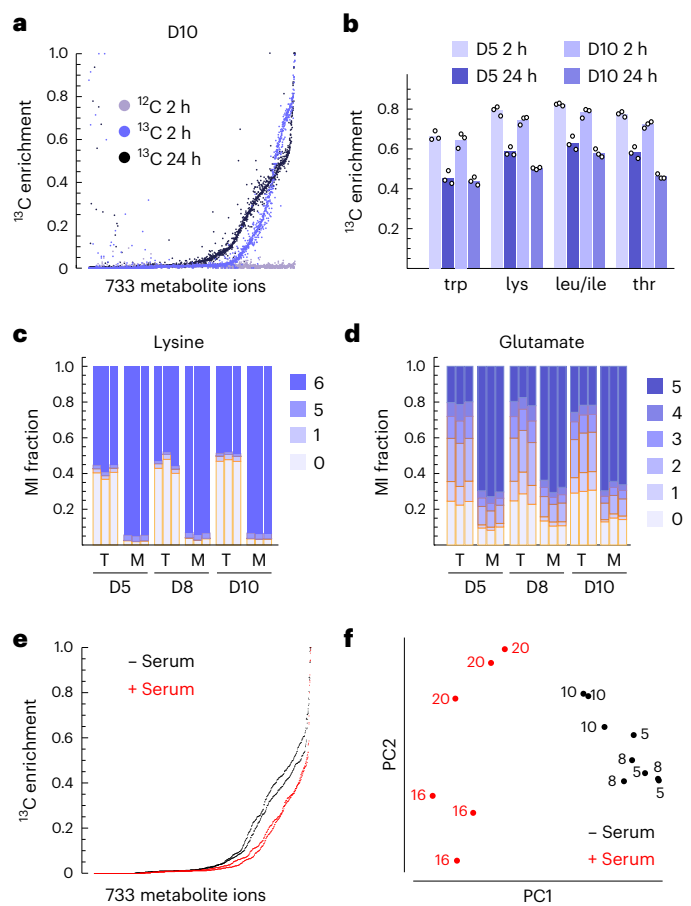 a
D10
1.0
0.8
0.6
0.4
0.2
0
¹³C enrichment
¹²C 2 h
¹³C 2 h
¹³C 24 h
733 metabolite ions
b
D5 2 h
D10 2 h
D5 24 h
D10 24 h
0.8
0.6
0.4
0.2
¹³C enrichment
trp
lys
leu/ile
thr
c
Lysine
1.0
0.8
0.6
0.4
0.2
MI fraction
6
5
1
0
T M T M T M
D5 D8 D10
d
Glutamate
1.0
0.8
0.6
0.4
0.2
MI fraction
5
4
3
2
1
0
T M T M T M
D5 D8 D10
e
1.0
0.8
0.6
0.4
0.2
0
¹³C enrichment
– Serum
+ Serum
733 metabolite ions
f
20
20
20
10
10
10
5
8
8
5
8
5
16
16
16
– Serum
+ Serum
PC2
PC1